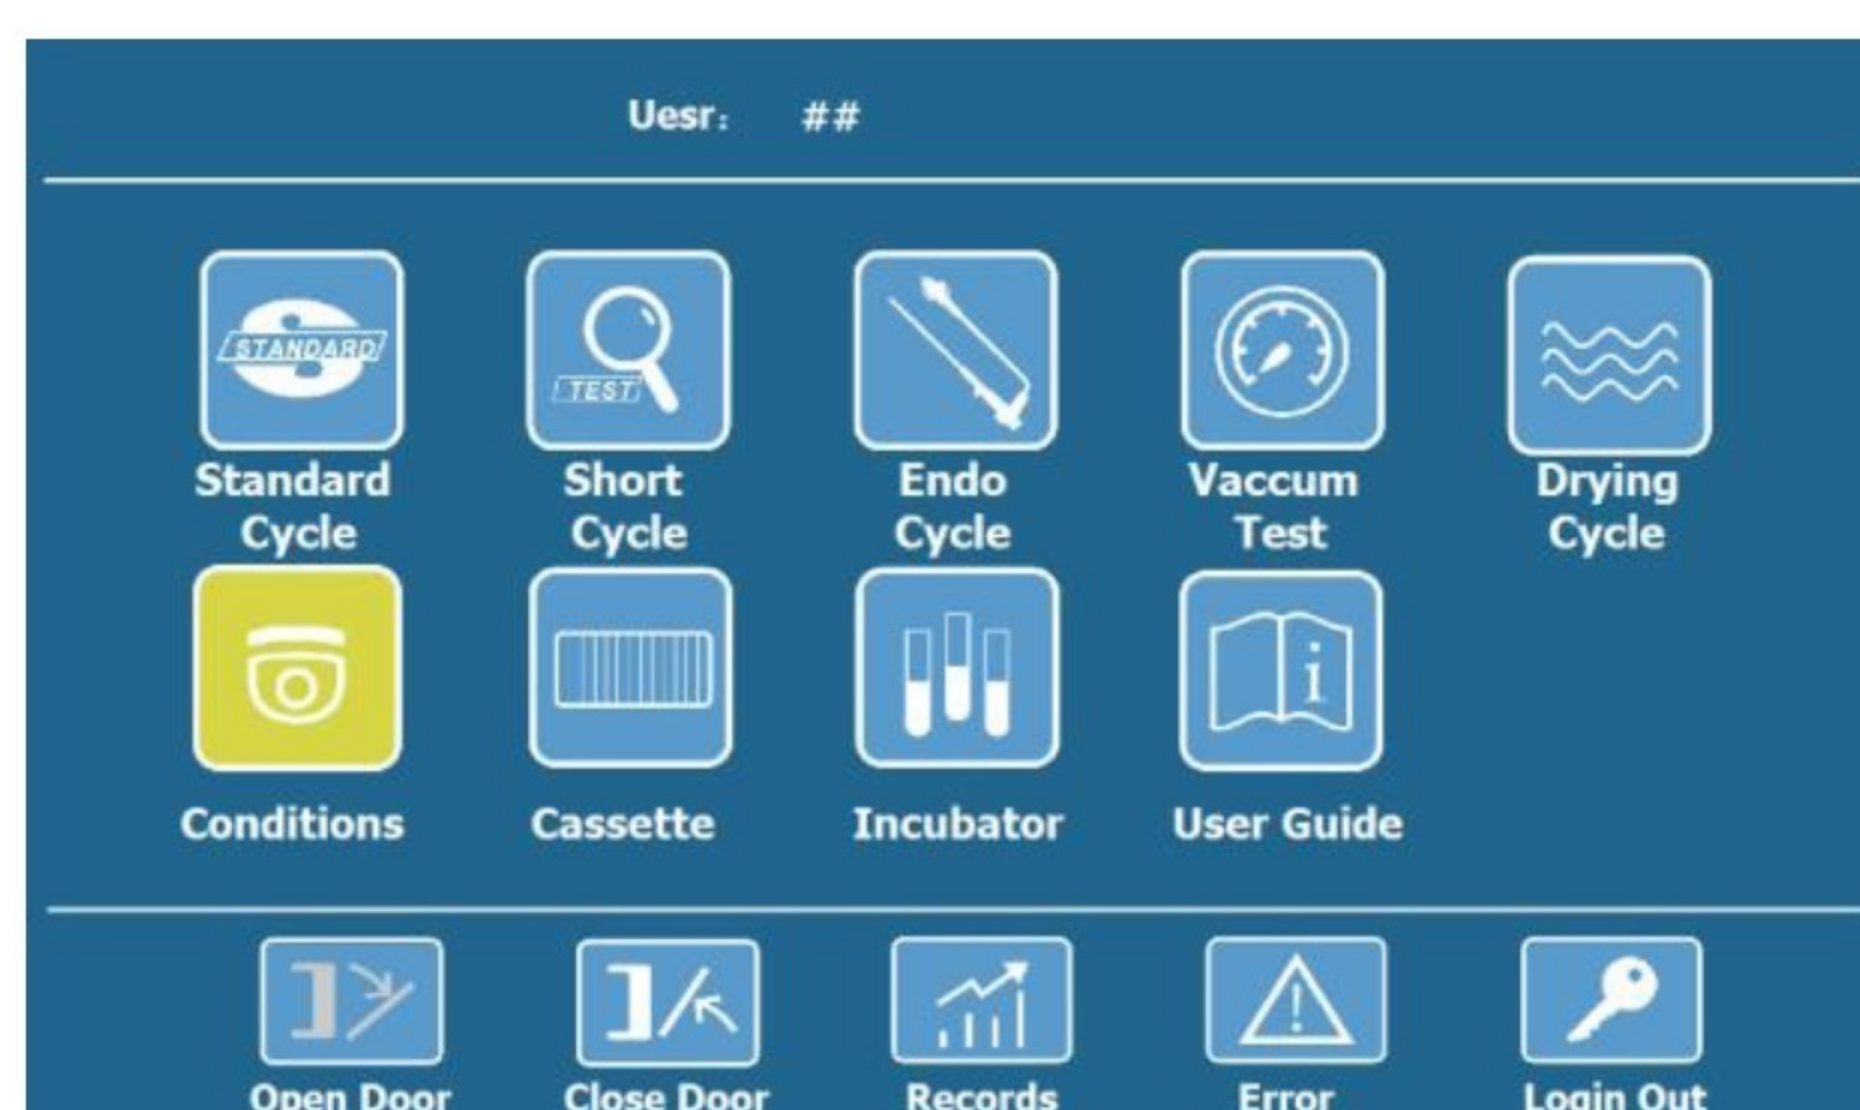 Uesr: ##
STANDARD
TEST
Standard Cycle
Short Cycle
Endo Cycle
Vaccum Test
Drying Cycle
i
Conditions
Cassette
Incubator
User Guide
!
Open Door
Close Door
Records
Error
Login Out